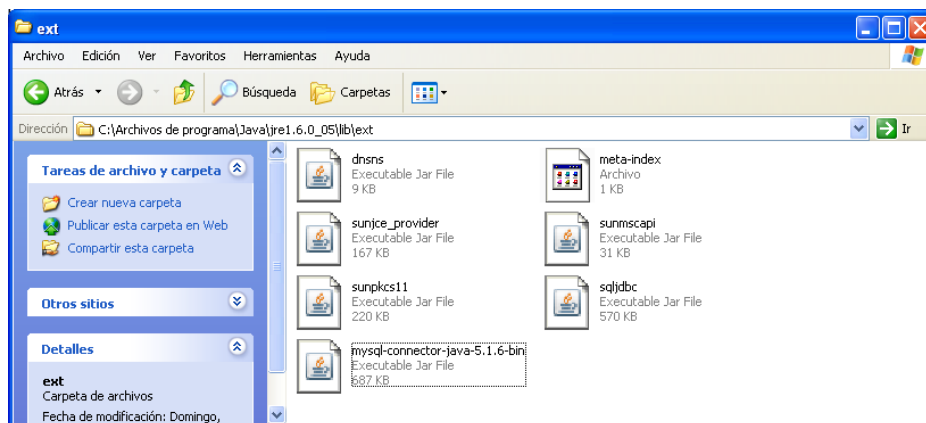 ext
Archivo Edición Ver Favoritos Herramientas Ayuda
Atrás Búsqueda Carpetas
Dirección C:\Archivos de programa\Java\jre1.6.0_05\lib\ext Ir
Tareas de archivo y carpeta
Crear nueva carpeta
Publicar esta carpeta en Web
Compartir esta carpeta
Otros sitios
Detalles
ext
Carpeta de archivos
Fecha de modificación: Domingo,
dnsns
Executable Jar File
9 KB
meta-index
Archivo
1 KB
sunjce_provider
Executable Jar File
167 KB
sunmscapi
Executable Jar File
31 KB
sunpkcs11
Executable Jar File
220 KB
sqljdbc
Executable Jar File
570 KB
mysql-connector-java-5.1.6-bin
Executable Jar File
687 KB